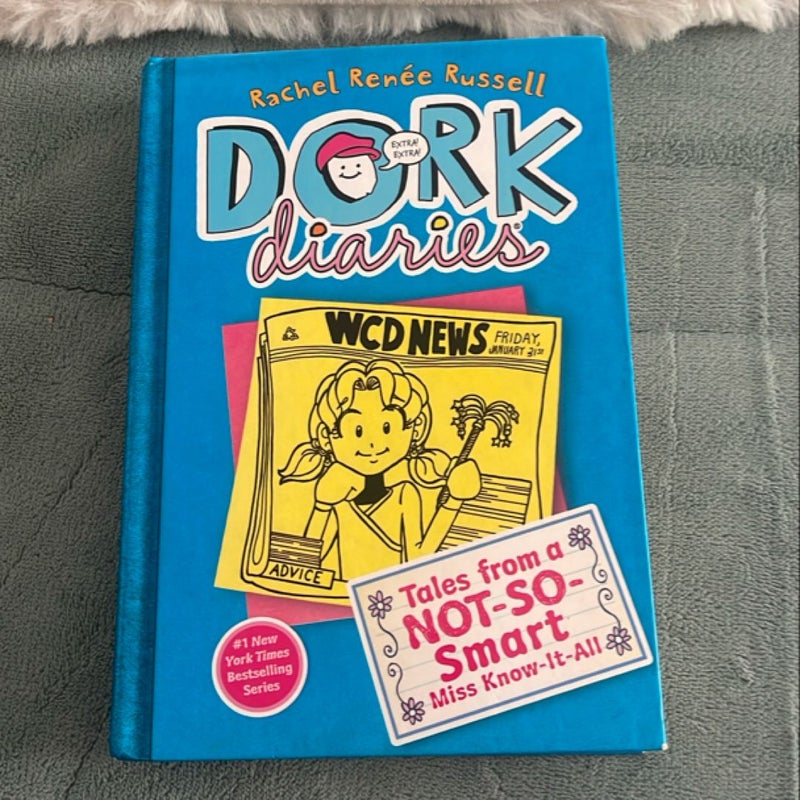 Rachel Renée Russell
DORK
EXTRA!
EXTRA!
diaries®
WCD NEWS
FRIDAY,
JANUARY 31ST
ADVICE
Tales from a
NOT-SO-
Smart
Miss Know-It-All
#1 New
York Times
Bestselling
Series